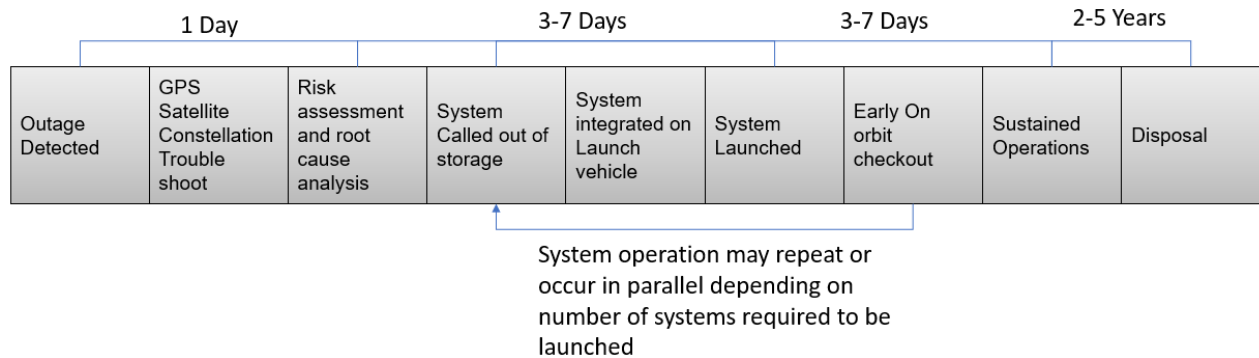 1 Day
3-7 Days
3-7 Days
2-5 Years
Outage
Detected
GPS
Satellite
Constellation
Trouble
shoot
Risk
assessment
and root
cause
analysis
System
Called out of
storage
System
integrated on
Launch
vehicle
System
Launched
Early On
orbit
checkout
Sustained
Operations
Disposal
System operation may repeat or
occur in parallel depending on
number of systems required to be
launched